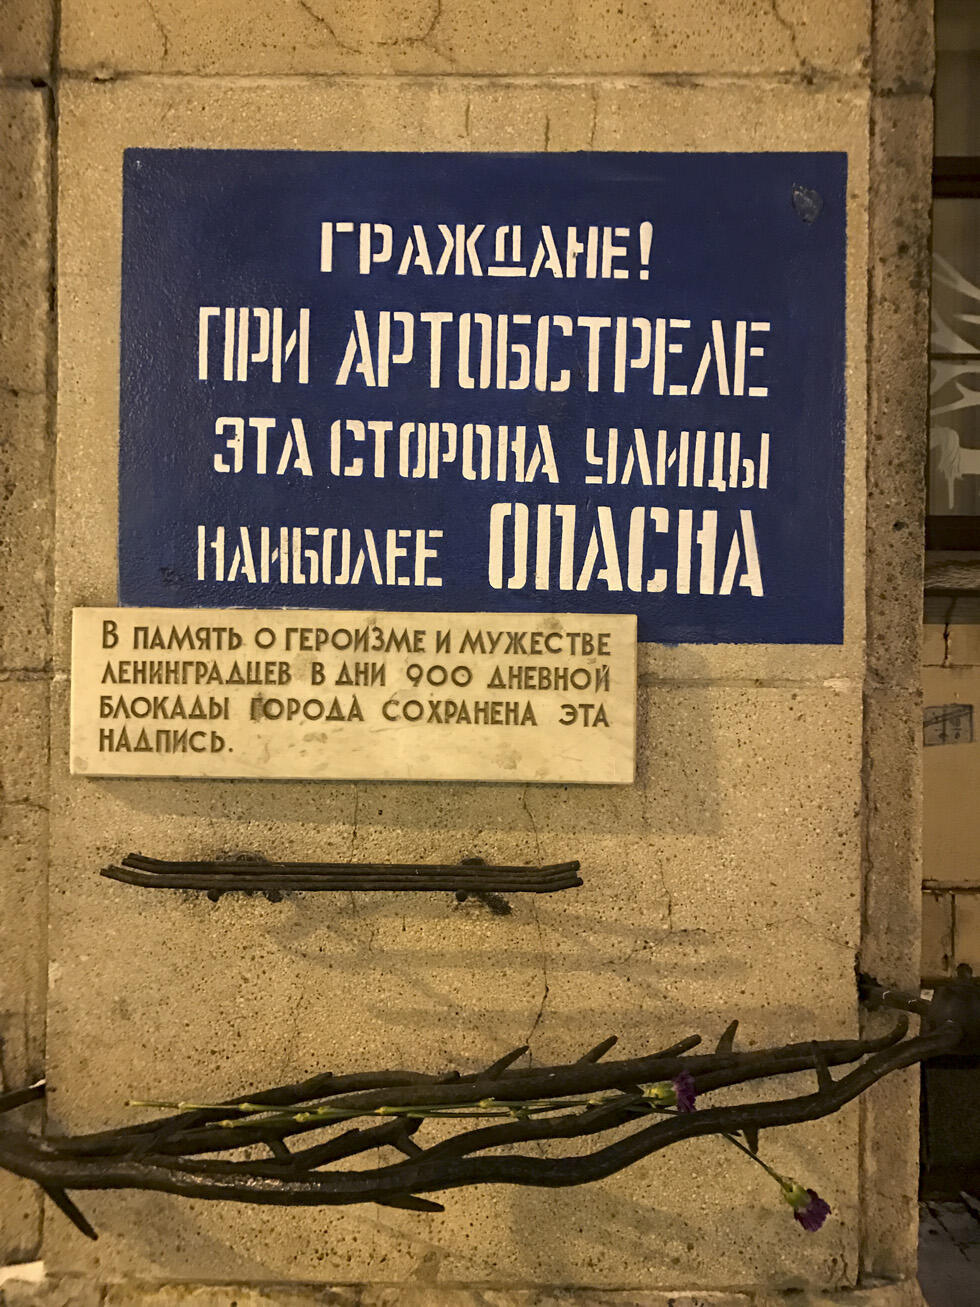 ГРАЖДАНЕ!
ПРИ АРТОБСТРЕЛЕ
ЭТА СТОРОНА УЛИЦЫ
НАИБОЛЕЕ ОПАСНА
В ПАМЯТЬ О ГЕРОИЗМЕ И МУЖЕСТВЕ
ЛЕНИНГРАДЦЕВ В ДНИ 900 ДНЕВНОЙ
БЛОКАДЫ ГОРОДА СОХРАНЕНА ЭТА
НАДПИСЬ.